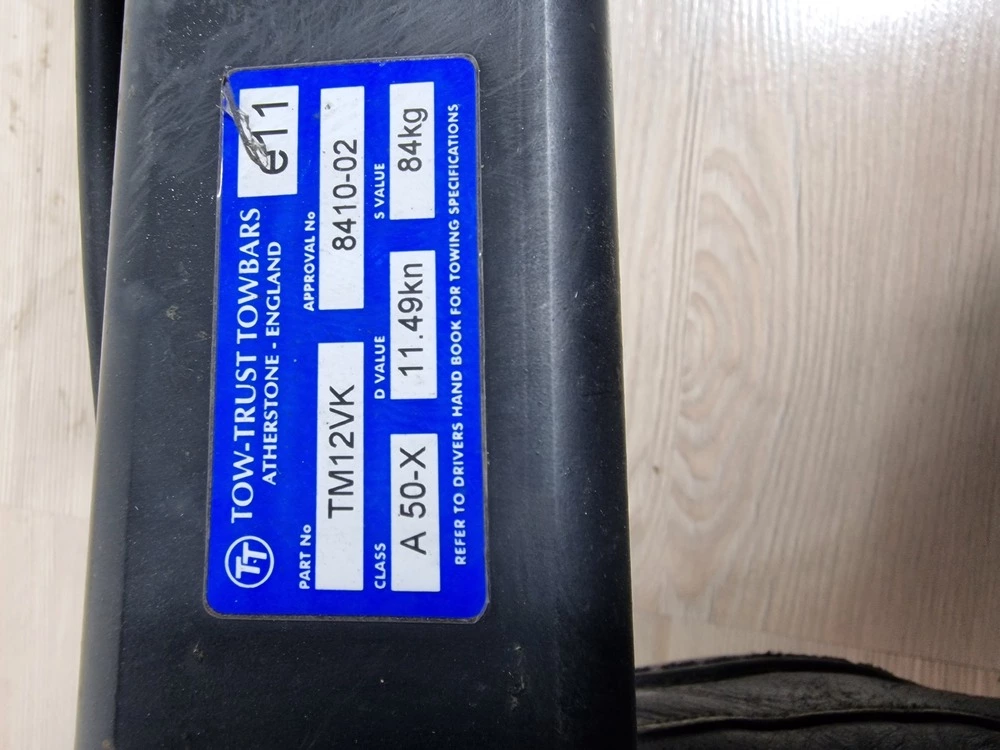 TT TOW-TRUST TOWBARS
ATHERSTONE - ENGLAND
e11
PART No
TM12VK
APPROVAL No
8410-02
CLASS
A 50-X
D VALUE
11.49kn
S VALUE
84kg
REFER TO DRIVERS HAND BOOK FOR TOWING SPECIFICATIONS